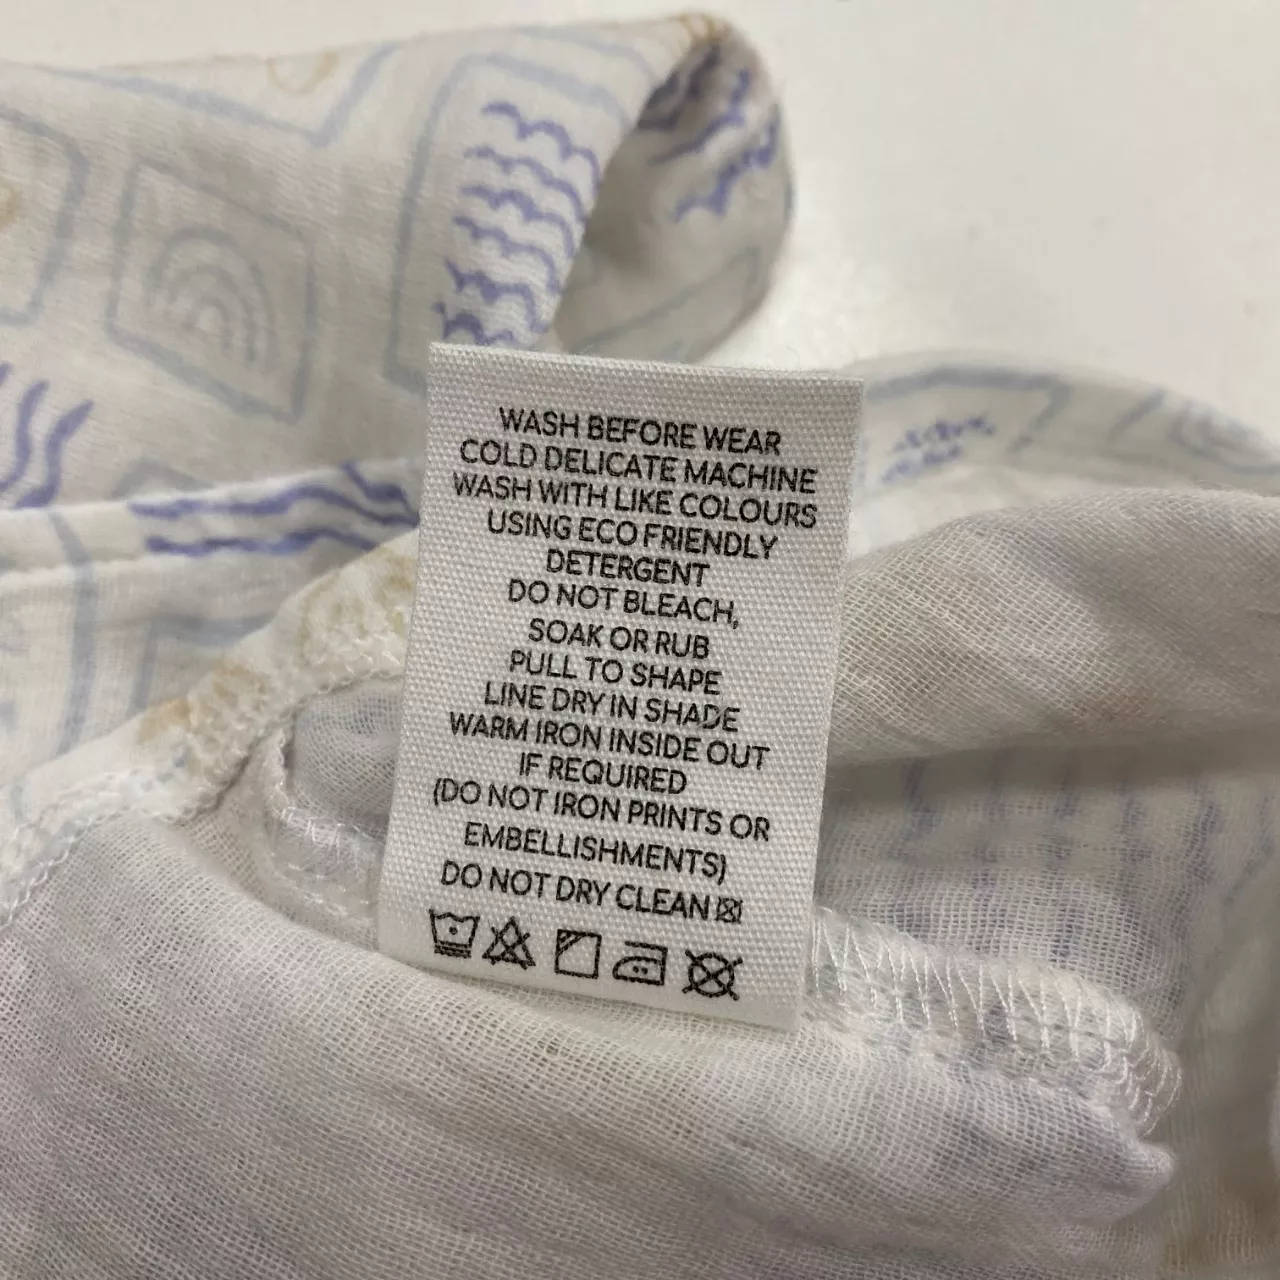 WASH BEFORE WEAR
COLD DELICATE MACHINE
WASH WITH LIKE COLOURS
USING ECO FRIENDLY
DETERGENT
DO NOT BLEACH,
SOAK OR RUB
PULL TO SHAPE
LINE DRY IN SHADE
WARM IRON INSIDE OUT
IF REQUIRED
(DO NOT IRON PRINTS OR
EMBELLISHMENTS)
DO NOT DRY CLEAN